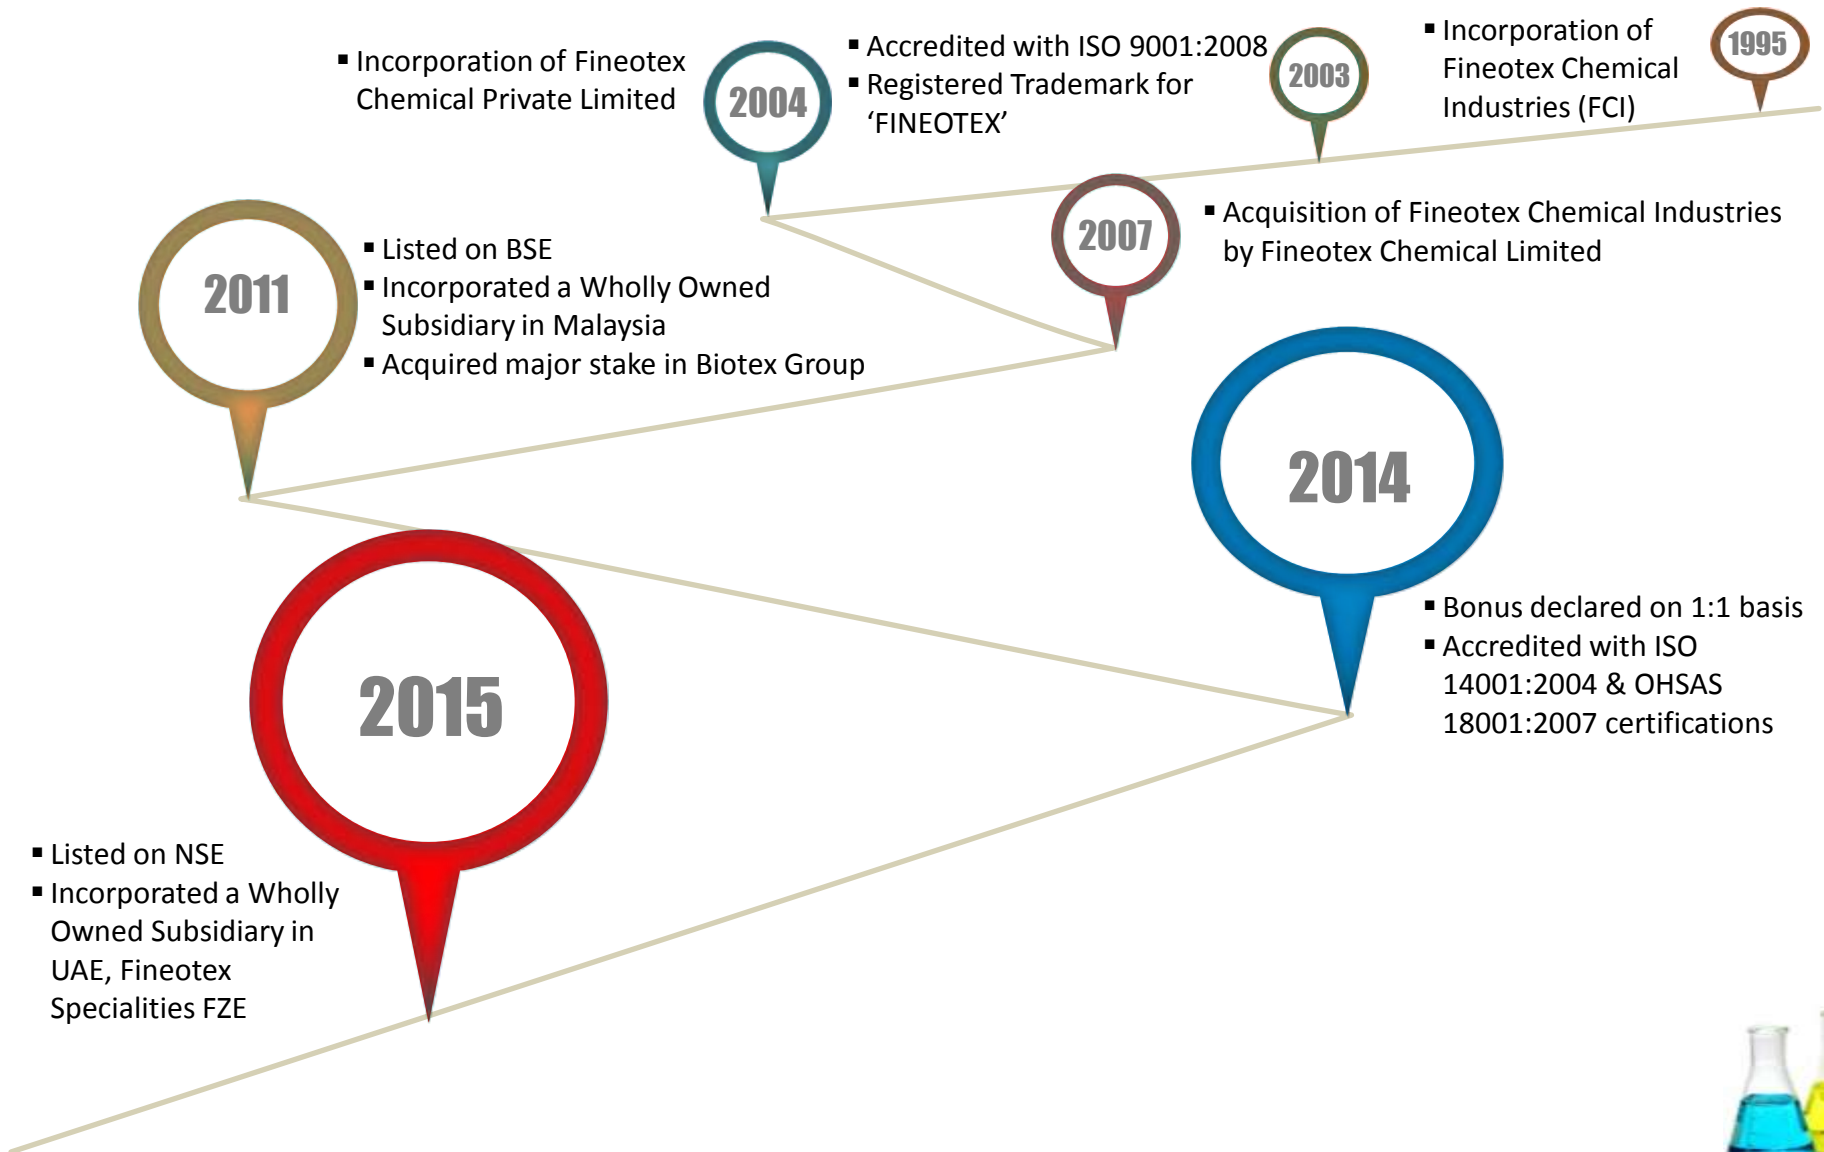 ▪ Incorporation of Fineotex
Chemical Private Limited
2004
▪ Accredited with ISO 9001:2008
▪ Registered Trademark for
‘FINEOTEX’
2003
▪ Incorporation of
Fineotex Chemical
Industries (FCI)
1995
2011
▪ Listed on BSE
▪ Incorporated a Wholly Owned
Subsidiary in Malaysia
▪ Acquired major stake in Biotex Group
2007
▪ Acquisition of Fineotex Chemical Industries
by Fineotex Chemical Limited
2014
▪ Bonus declared on 1:1 basis
▪ Accredited with ISO
14001:2004 & OHSAS
18001:2007 certifications
2015
▪ Listed on NSE
▪ Incorporated a Wholly
Owned Subsidiary in
UAE, Fineotex
Specialities FZE